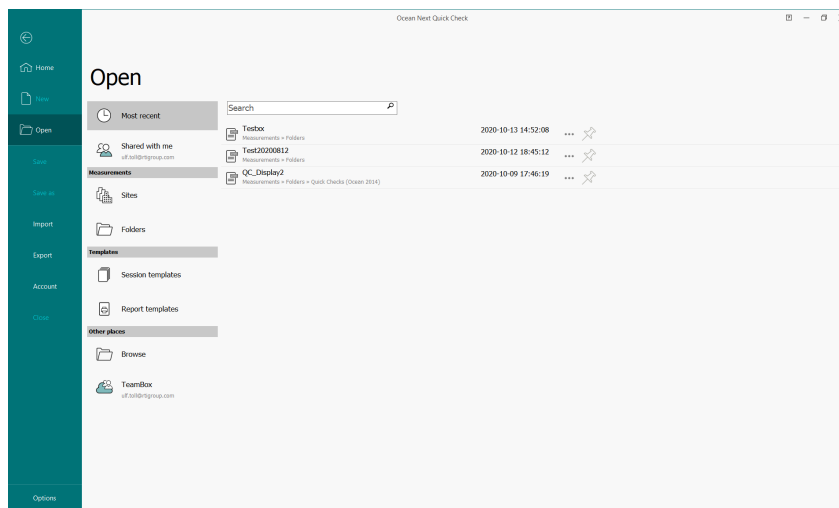 Ocean Next Quick Check
Home
New
Open
Save
Save as
Import
Export
Account
Close
Options
Open
Most recent
Shared with me
ulf.toll@rtigroup.com
Measurements
Sites
Folders
Templates
Session templates
Report templates
Other places
Browse
TeamBox
ulf.toll@rtigroup.com
Search
Testxx 2020-10-13 14:52:08
Measurements » Folders
Test20200812 2020-10-12 18:45:12
Measurements » Folders
QC_Display2 2020-10-09 17:46:19
Measurements » Folders » Quick Checks (Ocean 2014)